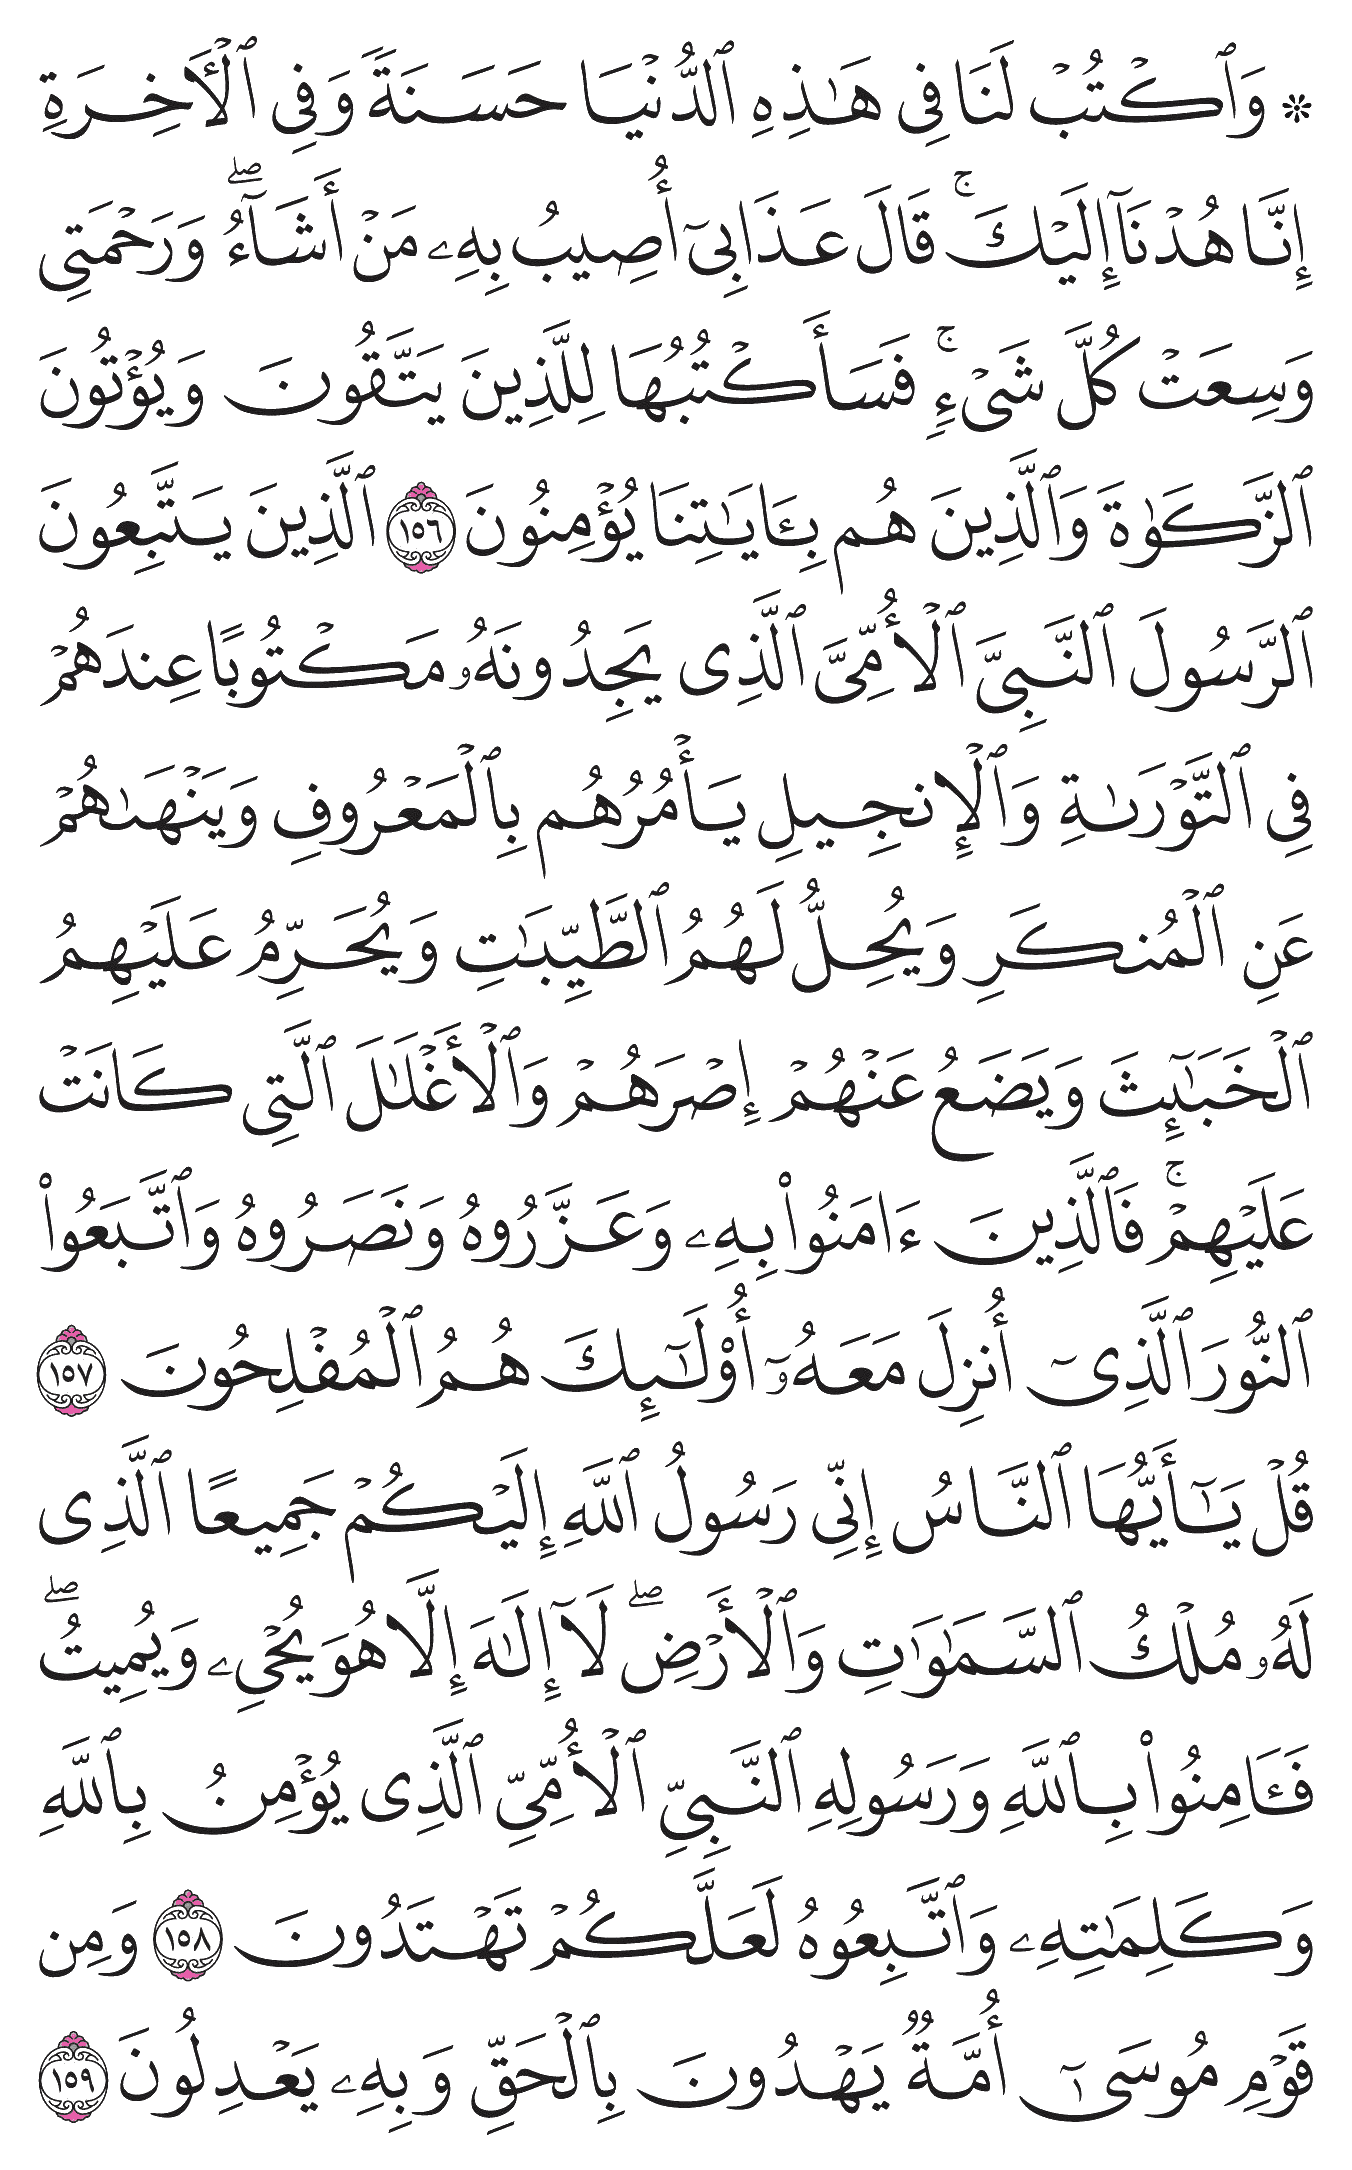 ۞ وَٱكۡتُبۡ لَنَا فِي هَٰذِهِ ٱلدُّنۡيَا حَسَنَةٗ وَفِي ٱلۡأٓخِرَةِ
إِنَّا هُدۡنَآ إِلَيۡكَۚ قَالَ عَذَابِيٓ أُصِيبُ بِهِۦ مَنۡ أَشَآءُۖ وَرَحۡمَتِي
وَسِعَتۡ كُلَّ شَيۡءٖۚ فَسَأَكۡتُبُهَا لِلَّذِينَ يَتَّقُونَ وَيُؤۡتُونَ
ٱلزَّكَوٰةَ وَٱلَّذِينَ هُم بِـَٔايَٰتِنَا يُؤۡمِنُونَ ١٥٦ ٱلَّذِينَ يَتَّبِعُونَ
ٱلرَّسُولَ ٱلنَّبِيَّ ٱلۡأُمِّيَّ ٱلَّذِي يَجِدُونَهُۥ مَكۡتُوبًا عِندَهُمۡ
فِي ٱلتَّوۡرَىٰةِ وَٱلۡإِنجِيلِ يَأۡمُرُهُم بِٱلۡمَعۡرُوفِ وَيَنۡهَىٰهُمۡ
عَنِ ٱلۡمُنكَرِ وَيُحِلُّ لَهُمُ ٱلطَّيِّبَٰتِ وَيُحَرِّمُ عَلَيۡهِمُ
ٱلۡخَبَٰٓئِثَ وَيَضَعُ عَنۡهُمۡ إِصۡرَهُمۡ وَٱلۡأَغۡلَٰلَ ٱلَّتِي كَانَتۡ
عَلَيۡهِمۡۚ فَٱلَّذِينَ ءَامَنُواْ بِهِۦ وَعَزَّرُوهُ وَنَصَرُوهُ وَٱتَّبَعُواْ
ٱلنُّورَ ٱلَّذِيٓ أُنزِلَ مَعَهُۥٓ أُوْلَٰٓئِكَ هُمُ ٱلۡمُفۡلِحُونَ ١٥٧
قُلۡ يَٰٓأَيُّهَا ٱلنَّاسُ إِنِّي رَسُولُ ٱللَّهِ إِلَيۡكُمۡ جَمِيعًا ٱلَّذِي
لَهُۥ مُلۡكُ ٱلسَّمَٰوَٰتِ وَٱلۡأَرۡضِۖ لَآ إِلَٰهَ إِلَّا هُوَ يُحۡيِۦ وَيُمِيتُۖ
فَـَٔامِنُواْ بِٱللَّهِ وَرَسُولِهِ ٱلنَّبِيِّ ٱلۡأُمِّيِّ ٱلَّذِي يُؤۡمِنُ بِٱللَّهِ
وَكَلِمَٰتِهِۦ وَٱتَّبِعُوهُ لَعَلَّكُمۡ تَهۡتَدُونَ ١٥٨ وَمِن
قَوۡمِ مُوسَىٰٓ أُمَّةٞ يَهۡدُونَ بِٱلۡحَقِّ وَبِهِۦ يَعۡدِلُونَ ١٥٩